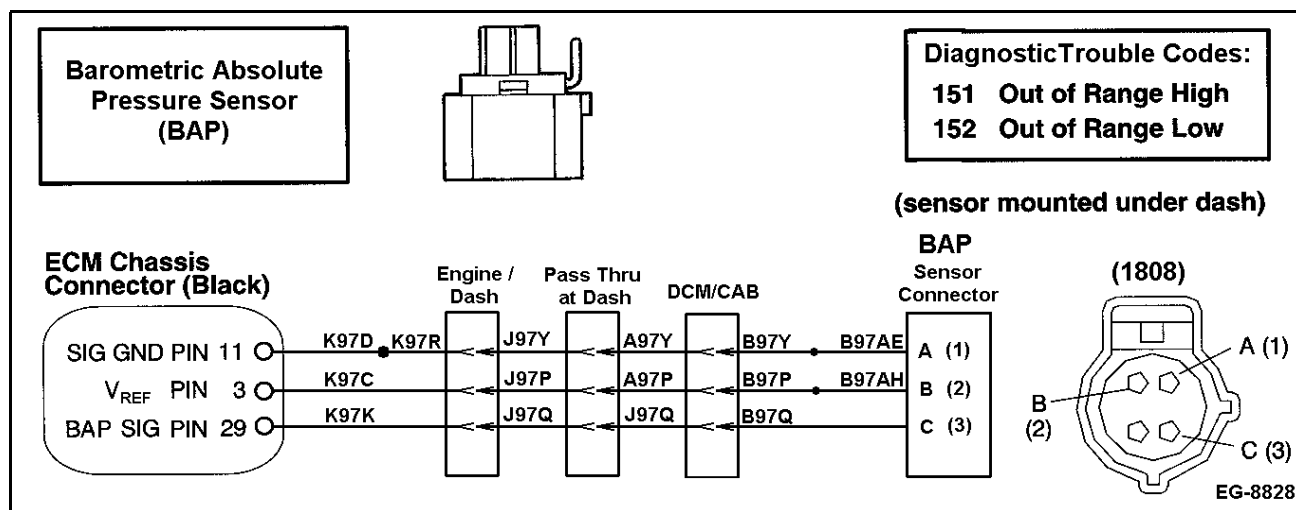 Barometric Absolute
Pressure Sensor
(BAP)
DiagnosticTrouble Codes:
151 Out of Range High
152 Out of Range Low
(sensor mounted under dash)
ECM Chassis
Connector (Black)
Engine /
Dash
Pass Thru
at Dash
DCM/CAB
BAP
Sensor
Connector
(1808)
SIG GND PIN 11
K97D K97R J97Y A97Y B97Y B97AE
A (1)
VREF PIN 3
K97C J97P A97P B97P B97AH
B (2)
BAP SIG PIN 29
K97K J97Q J97Q B97Q
C (3)
A (1)
B
(2)
C (3)
EG-8828